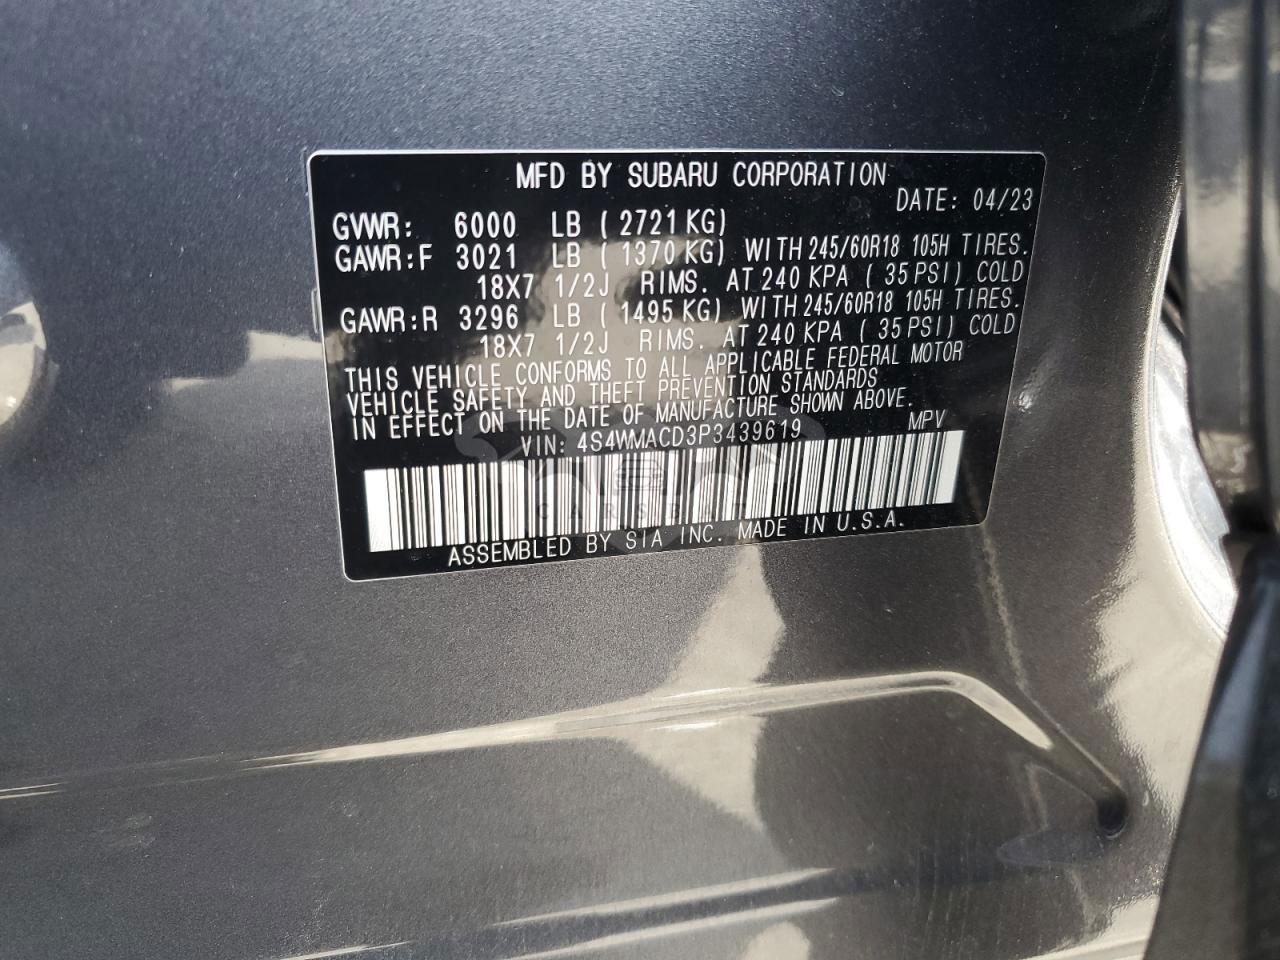 MFD BY SUBARU CORPORATION
DATE: 04/23
GVWR: 6000 LB ( 2721 KG)
GAWR:F 3021 LB ( 1370 KG) WITH 245/60R18 105H TIRES.
18X7 1/2J RIMS. AT 240 KPA ( 35 PSI) COLD
GAWR:R 3296 LB ( 1495 KG) WITH 245/60R18 105H TIRES.
18X7 1/2J RIMS. AT 240 KPA ( 35 PSI) COLD
THIS VEHICLE CONFORMS TO ALL APPLICABLE FEDERAL MOTOR
VEHICLE SAFETY AND THEFT PREVENTION STANDARDS
IN EFFECT ON THE DATE OF MANUFACTURE SHOWN ABOVE.
VIN: 4S4WMACD3P3439619 MPV
ASSEMBLED BY SIA INC. MADE IN U.S.A.